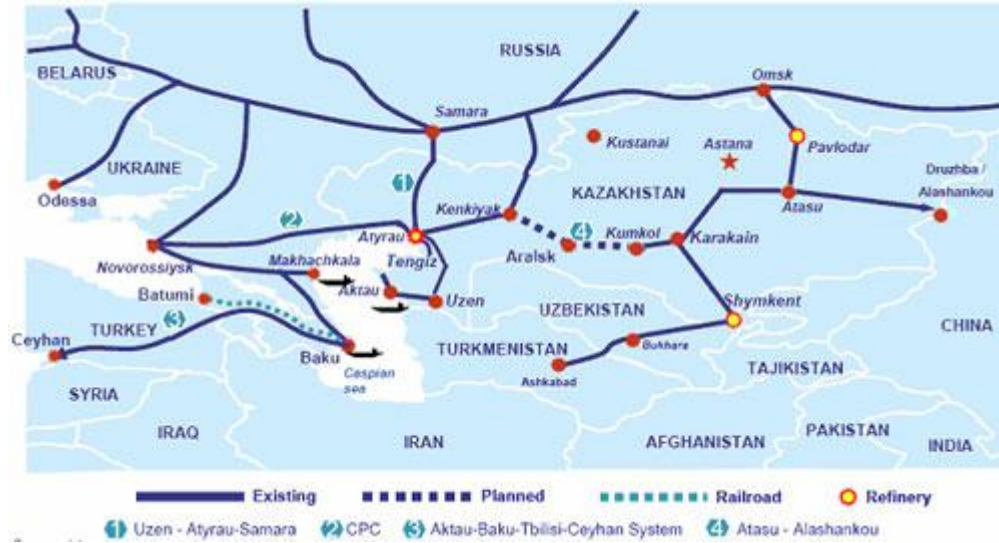 RUSSIA
BELARUS
Omsk
Samara
Kustanai
Astana
Pavlodar
UKRAINE
Druzhba /
Alashankou
1
KAZAKHSTAN
Odessa
Atasu
2
Kenkiyak
4
Atyrau
Aralsk
Kumkol
Karakain
Novorossiysk
Makhachkala
Tengiz
Aktau
Uzen
Batumi
UZBEKISTAN
Shymkent
TURKEY
3
CHINA
Ceyhan
Baku
TURKMENISTAN
Bukhara
Caspian
sea
Ashkabad
TAJIKISTAN
SYRIA
IRAQ
IRAN
AFGHANISTAN
PAKISTAN
INDIA
Existing Planned Railroad Refinery
1 Uzen - Atyrau-Samara 2 CPC 3 Aktau-Baku-Tbilisi-Ceyhan System 4 Atasu - Alashankou